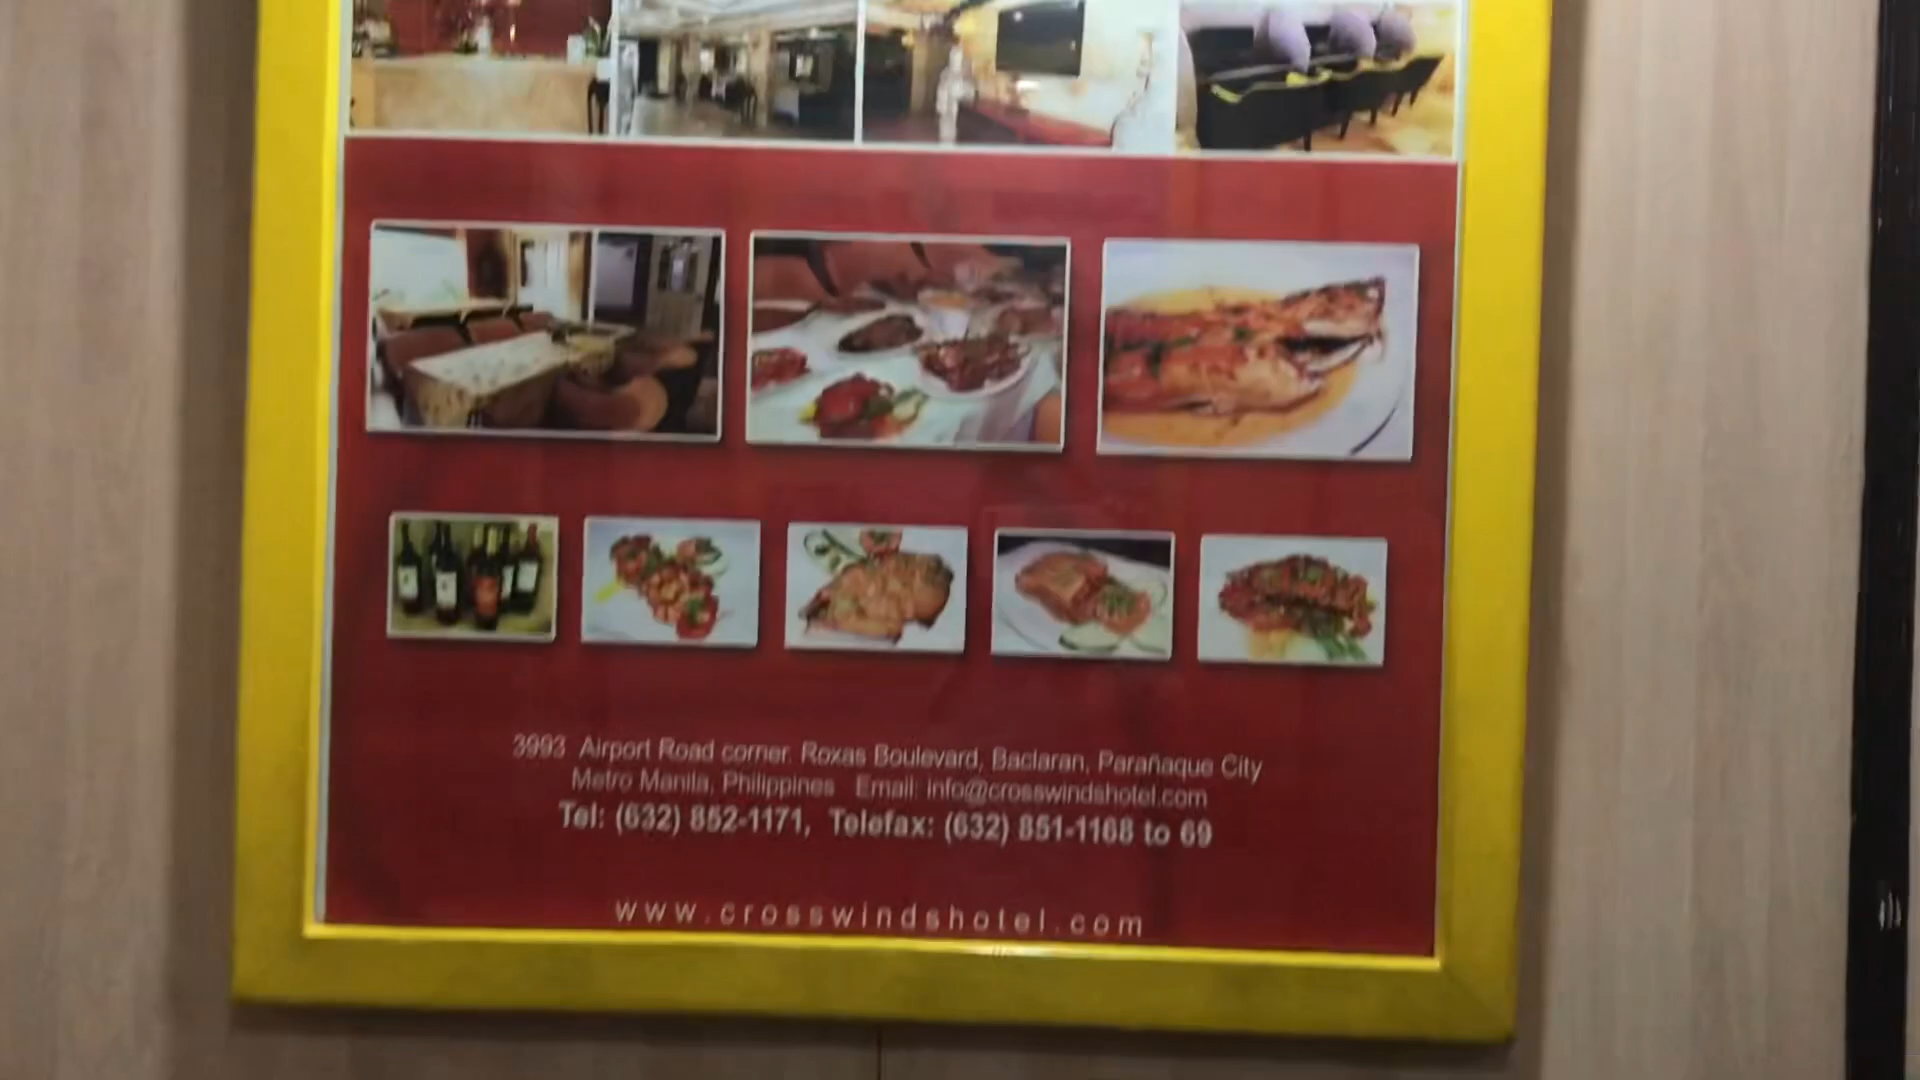 3993 Airport Road corner. Roxas Boulevard, Baclaran, Parañaque City
Metro Manila, Philippines Email: info@crosswindshotel.com
Tel: (632) 852-1171, Telefax: (632) 851-1168 to 69
www.crosswindshotel.com